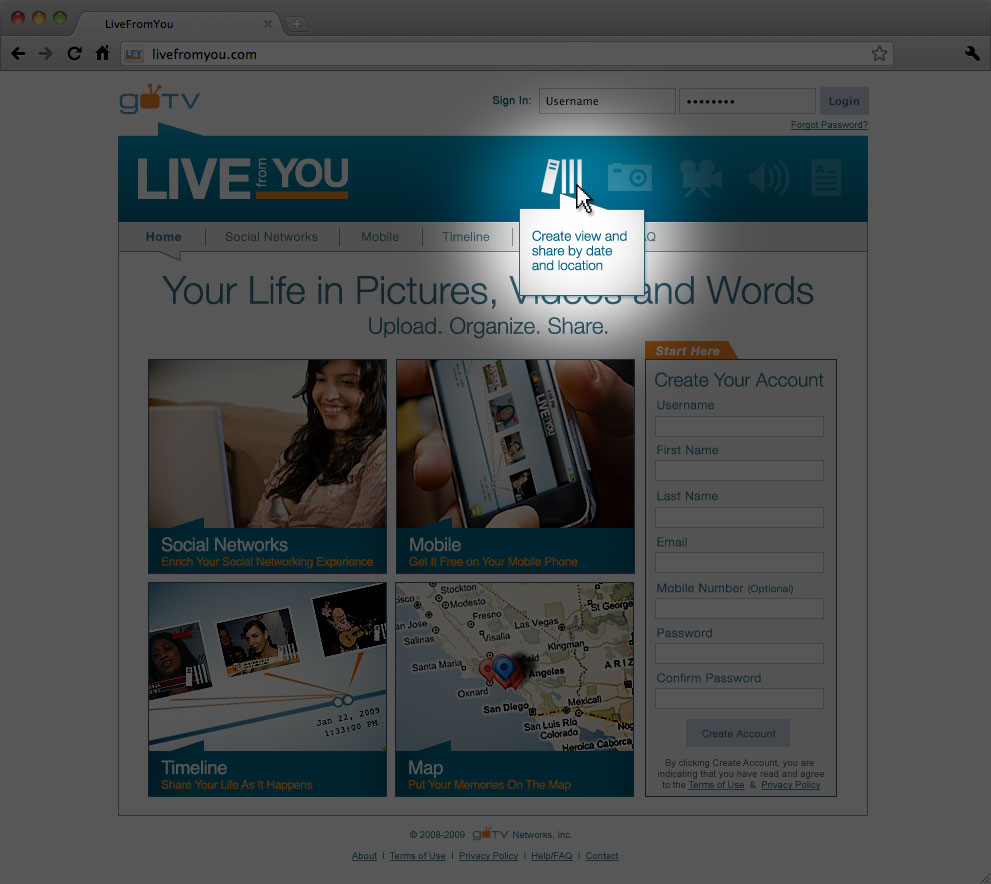 LiveFromYou
LFY livefromyou.com
goTV
Sign In: Username •••••••• Login
Forgot Password?
LIVE from YOU
Create view and
share by date
and location
Home Social Networks Mobile Timeline
Your Life in Pictures, Videos and Words
Upload. Organize. Share.
Social Networks
Enrich Your Social Networking Experience
LIVE YOU
Mobile
Get It Free on Your Mobile Phone
Jan 22, 2009
1:33:00 PM
Timeline
Share Your Life As It Happens
Stockton
Modesto
St George
Fresno
Las Vegas
Salinas
Visalia
Kingman
Santa Maria
Angeles
Oxnard
San Diego
Mexicali
San Luis Río
Colorado
Heroica Caborca
Map
Put Your Memories On The Map
Start Here
Create Your Account
Username
First Name
Last Name
Email
Mobile Number (Optional)
Password
Confirm Password
Create Account
By clicking Create Account, you are
indicating that you have read and agree
to the Terms of Use & Privacy Policy
© 2008-2009 goTV Networks, Inc.
About | Terms of Use | Privacy Policy | Help/FAQ | Contact